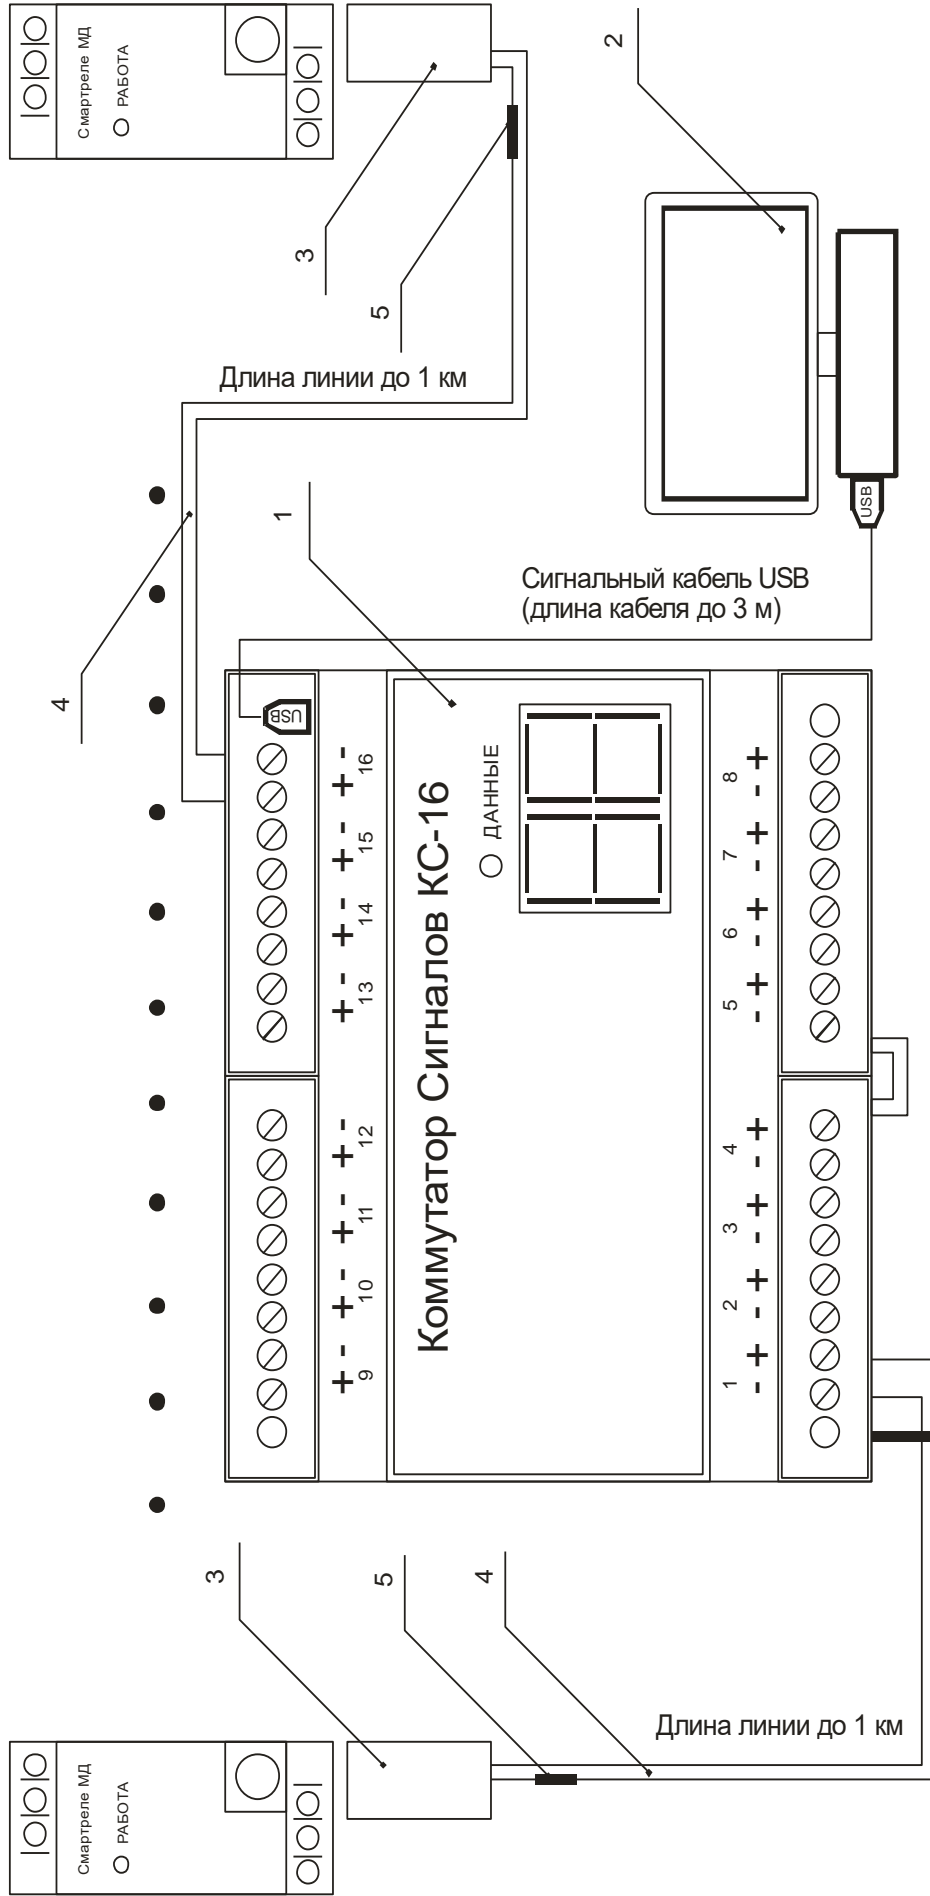 Смартреле МД
РАБОТА
3
5
4
Длина линии до 1 км
2
Длина линии до 1 км
1
4
Сигнальный кабель USB
(длина кабеля до 3 м)
USB
USB
+ - + - + - + - + - + - + - + -
9 10 11 12 13 14 15 16
Коммутатор Сигналов КС-16
ДАННЫЕ
1 2 3 4 5 6 7 8
- + - + - + - + - + - + - + - +
3
5
4
Смартреле МД
РАБОТА